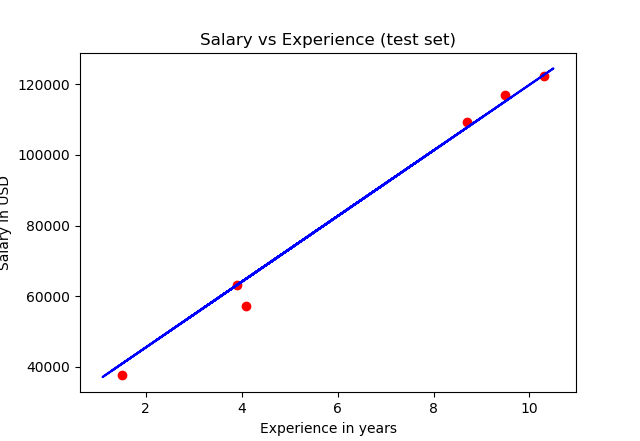 Salary vs Experience (test set)
120000
100000
80000
60000
40000
Salary in USD
2 4 6 8 10
Experience in years